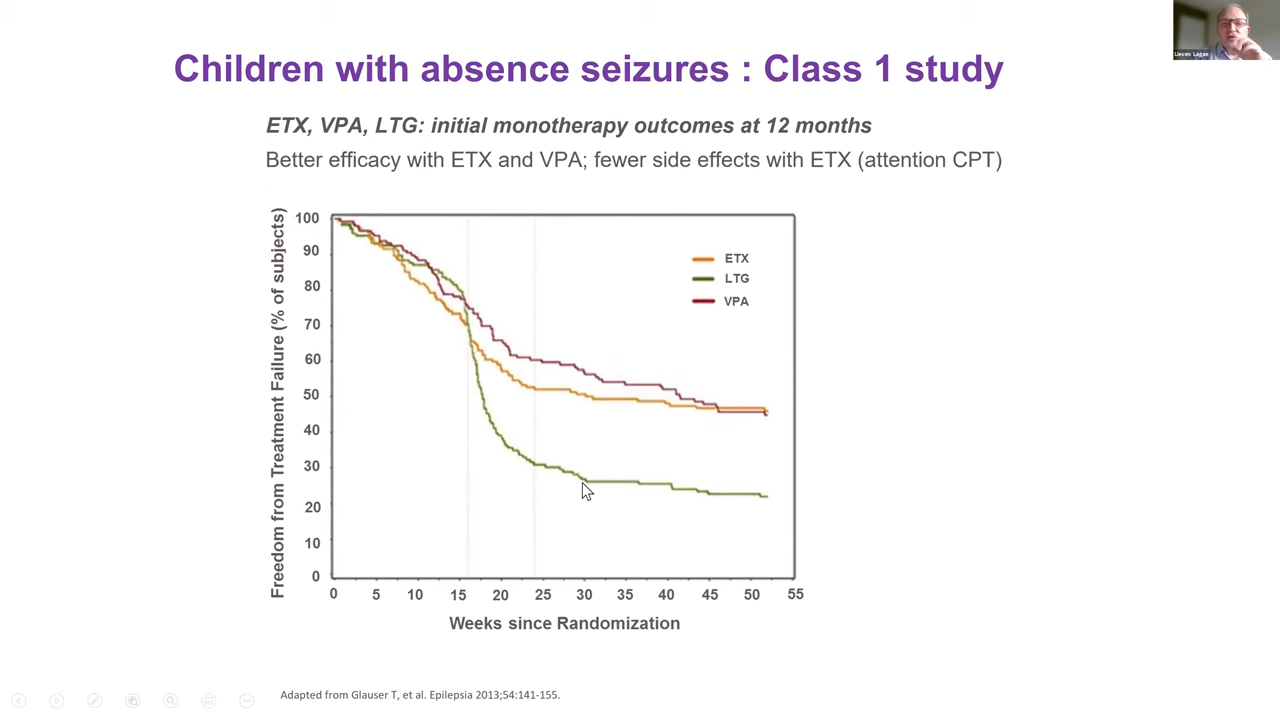 Lieven Lagae
Children with absence seizures : Class 1 study
ETX, VPA, LTG: initial monotherapy outcomes at 12 months
Better efficacy with ETX and VPA; fewer side effects with ETX (attention CPT)
Freedom from Treatment Failure (% of subjects)
100
90
80
70
60
50
40
30
20
10
0
ETX
LTG
VPA
0 5 10 15 20 25 30 35 40 45 50 55
Weeks since Randomization
Adapted from Glauser T, et al. Epilepsia 2013;54:141-155.